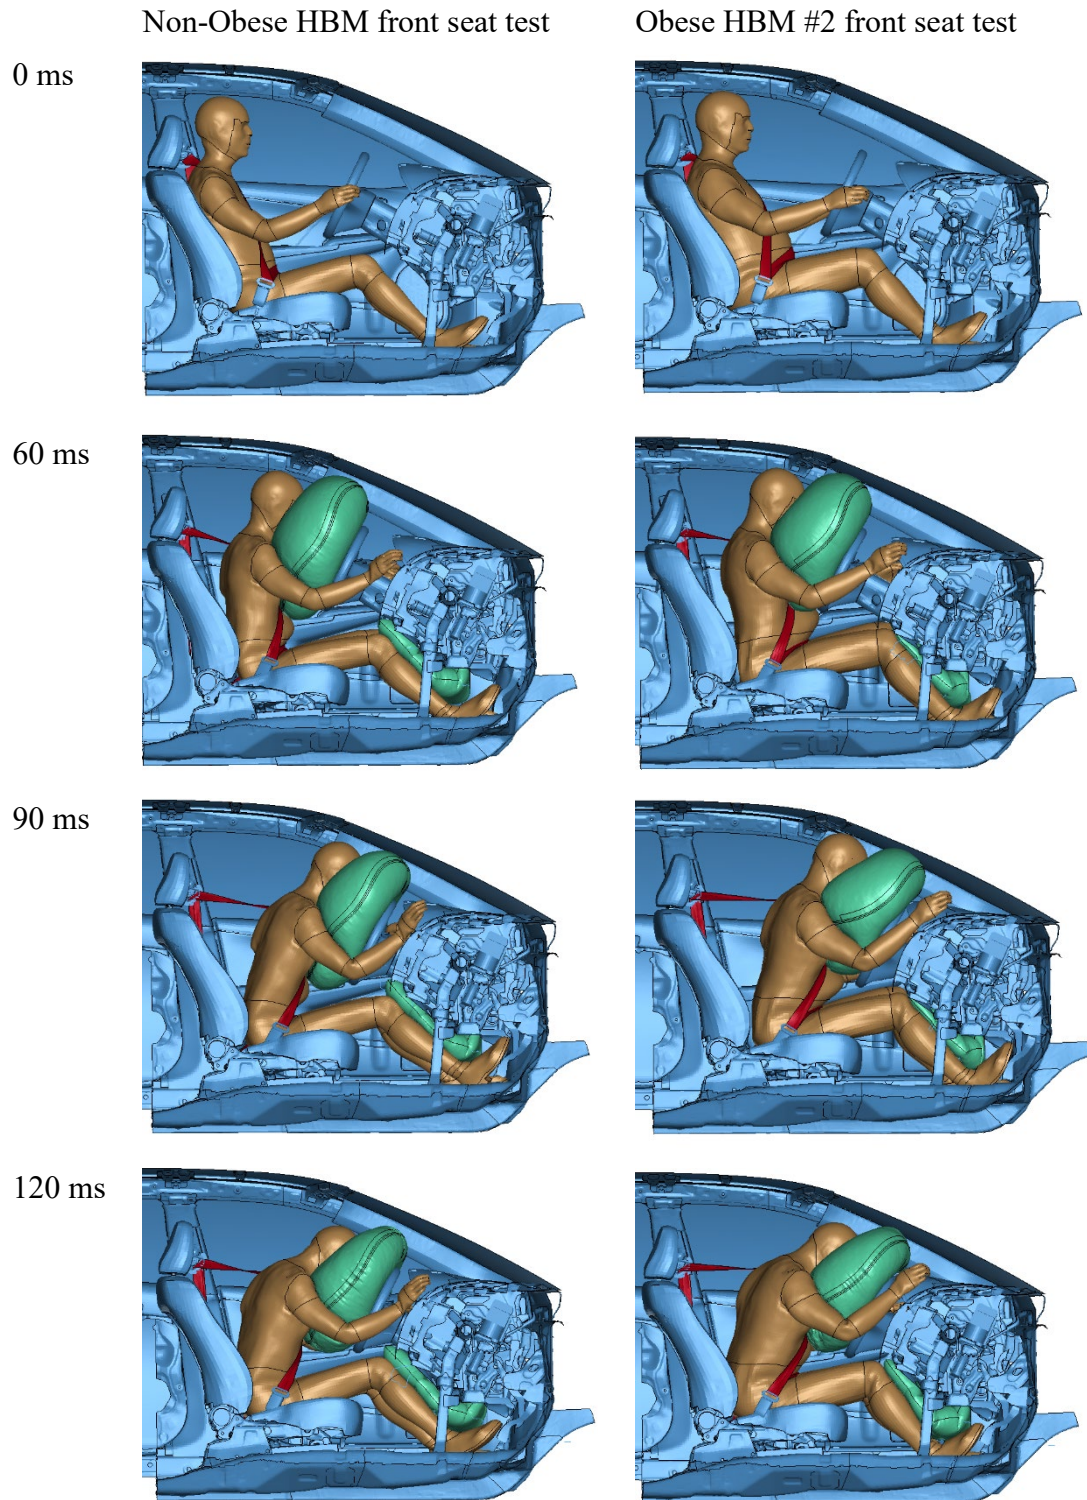 Non-Obese HBM front seat test
Obese HBM #2 front seat test
0 ms
60 ms
90 ms
120 ms